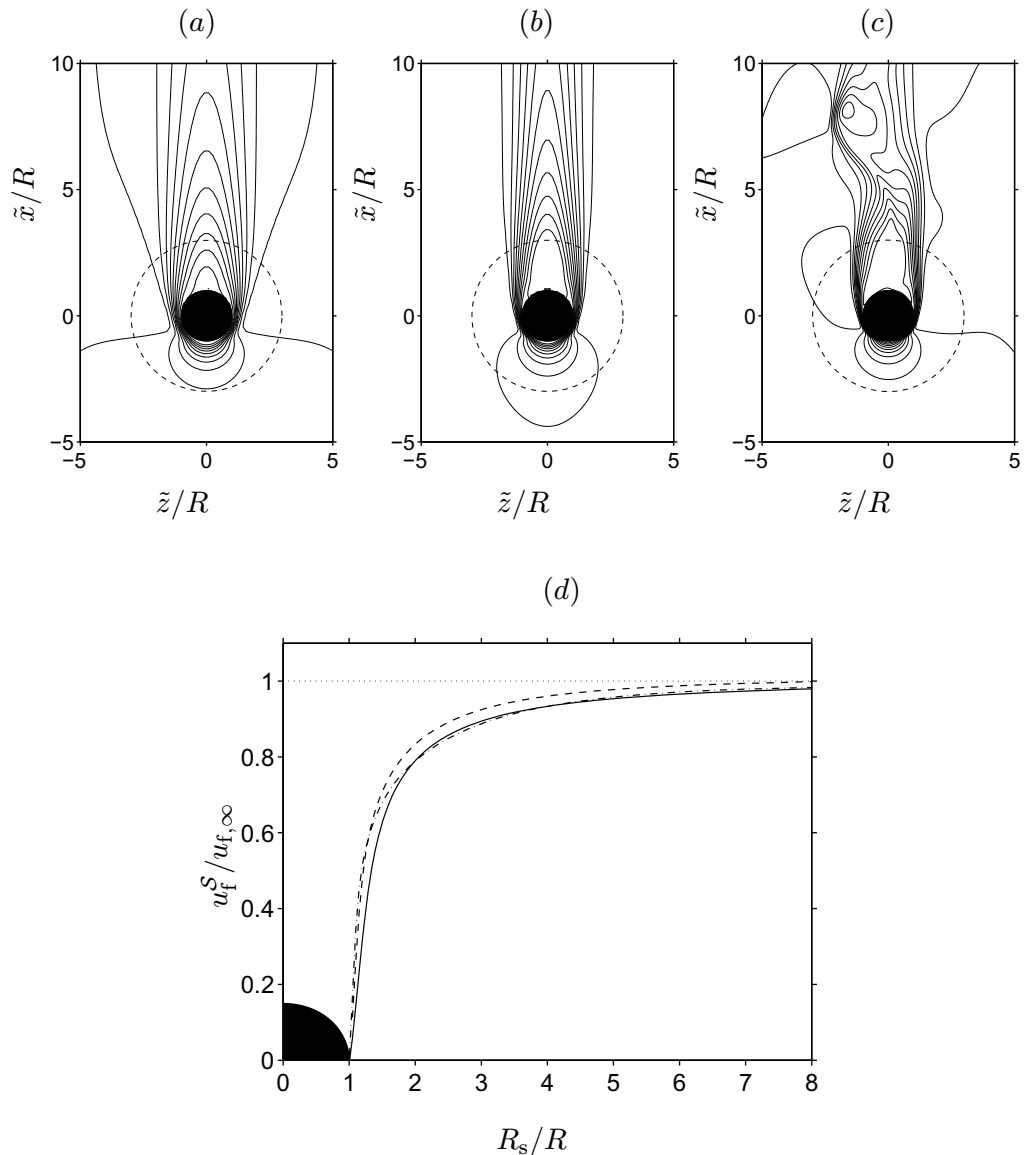 (a) (b) (c)
10 10 10
5 5 5
0 0 0
−5 −5 −5
−5 0 5 −5 0 5 −5 0 5
x̃/R x̃/R x̃/R
z̃/R z̃/R z̃/R
(d)
1
0.8
0.6
0.4
0.2
0
u_f^𝒮/u_{f,∞}
0 1 2 3 4 5 6 7 8
R_s/R